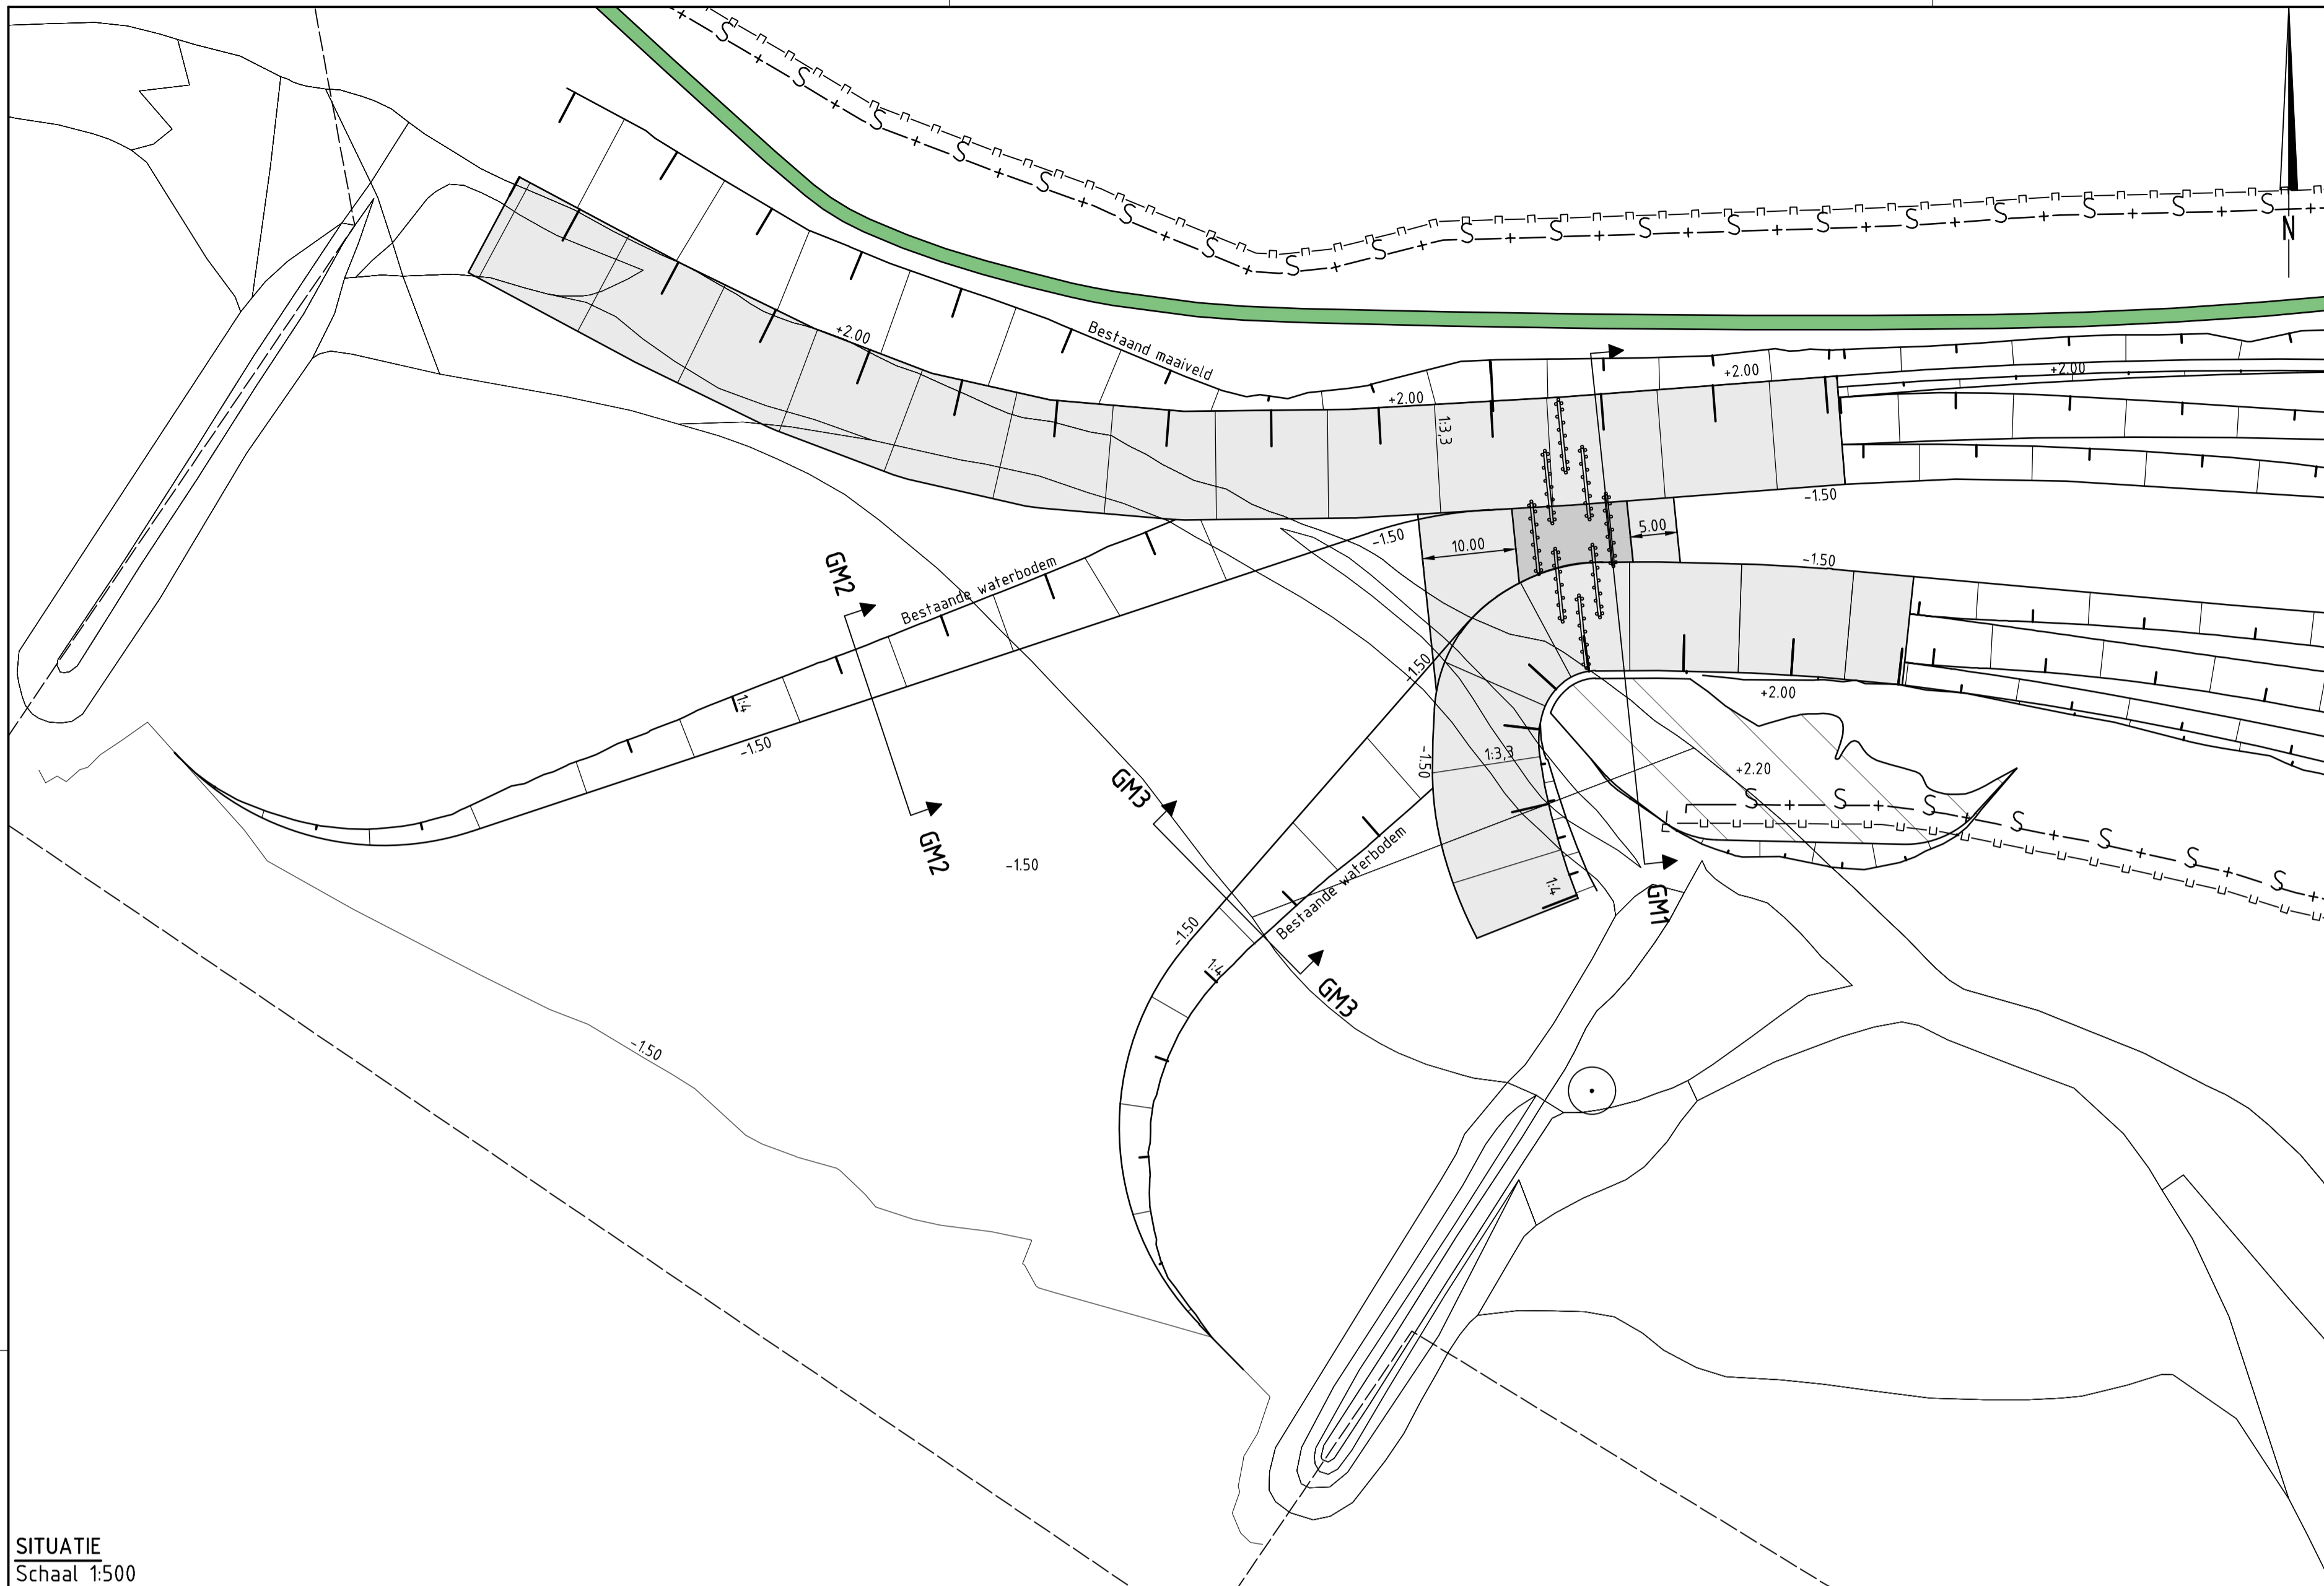 S + S + S + S + S + S + S + S + S + S + S + S + S + S + S + S + S + S + S +
N
+2.00
Bestaand maaiveld
+2.00
+2.00
+2.00
1:3,3
-1.50
5.00
10.00
-1.50
-1.50
GM2
Bestaande waterbodem
1:4
-1.50
-1.50
+2.00
-1.50
1:3,3
+2.20
GM3
S + S + S + S + S + S + S +
GM2
-1.50
Bestaande waterbodem
1:4
GM1
-1.50
1:4
GM3
-1.50
SITUATIE
Schaal 1:500